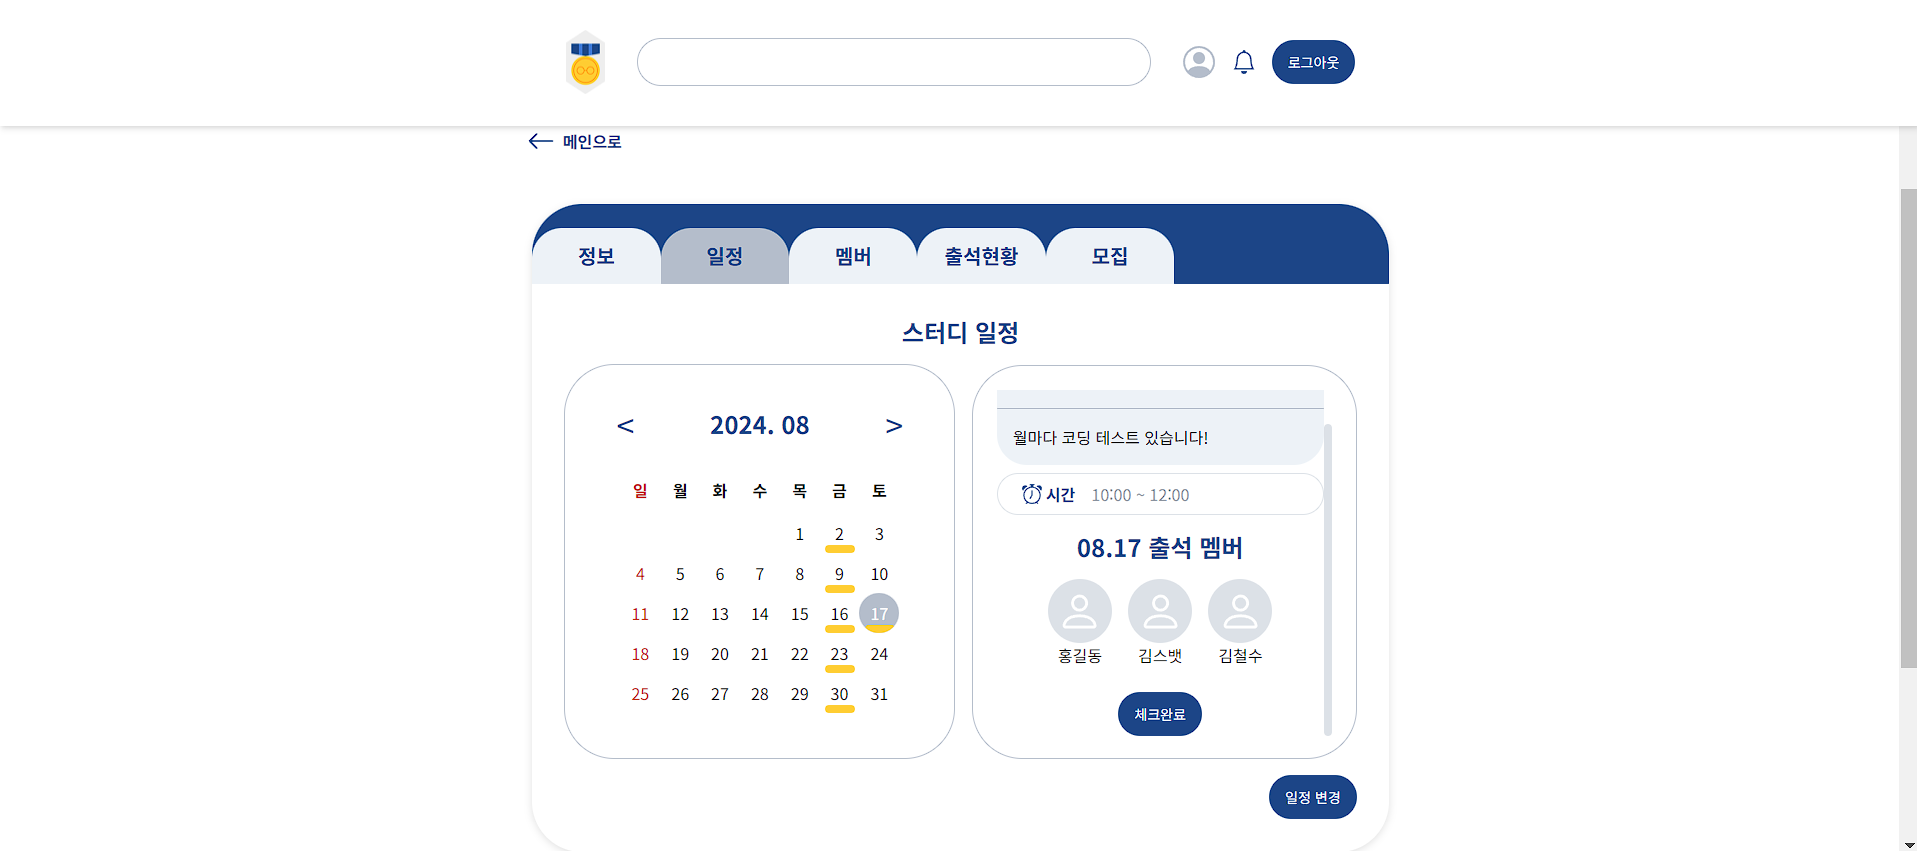 로그아웃
메인으로
정보 일정 멤버 출석현황 모집
스터디 일정
< 2024. 08 >
일 월 화 수 목 금 토
1 2 3
4 5 6 7 8 9 10
11 12 13 14 15 16 17
18 19 20 21 22 23 24
25 26 27 28 29 30 31
월마다 코딩 테스트 있습니다!
시간 10:00 ~ 12:00
08.17 출석 멤버
홍길동 김스뱃 김철수
체크완료
일정 변경